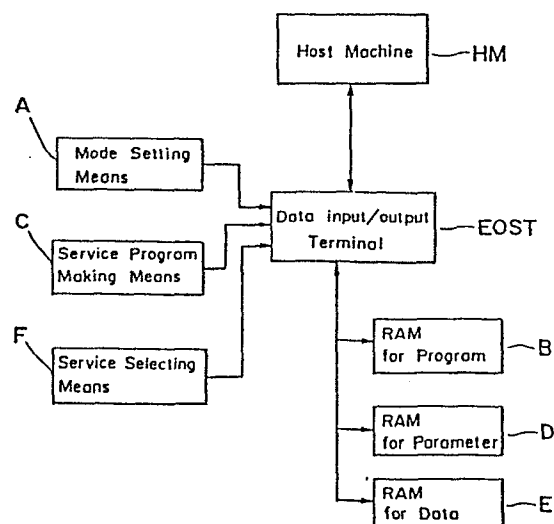 Host Machine
HM
A
Mode Setting
Means
Data input/output
Terminal
EOST
C
Service Program
Making Means
F
Service Selecting
Means
RAM
for Program
B
RAM
for Parameter
D
RAM
for Data
E